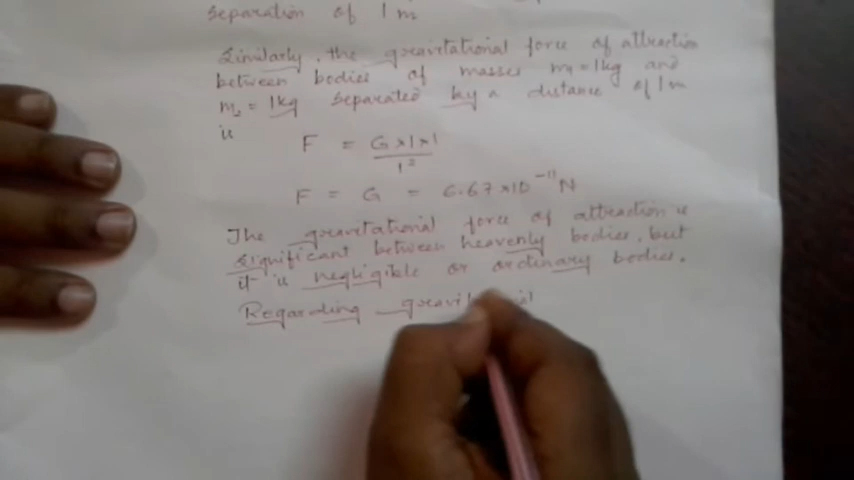 separation of 1 m
Similarly, the gravitational force of attraction
between bodies of masses m1 = 1kg and
m2 = 1kg separated by a distance of 1 m
is
F = G × 1 × 1 / 1²
F = G = 6.67 × 10⁻¹¹ N
The gravitational force of attraction is
significant between heavenly bodies, but
it is negligible or ordinary bodies.
Regarding